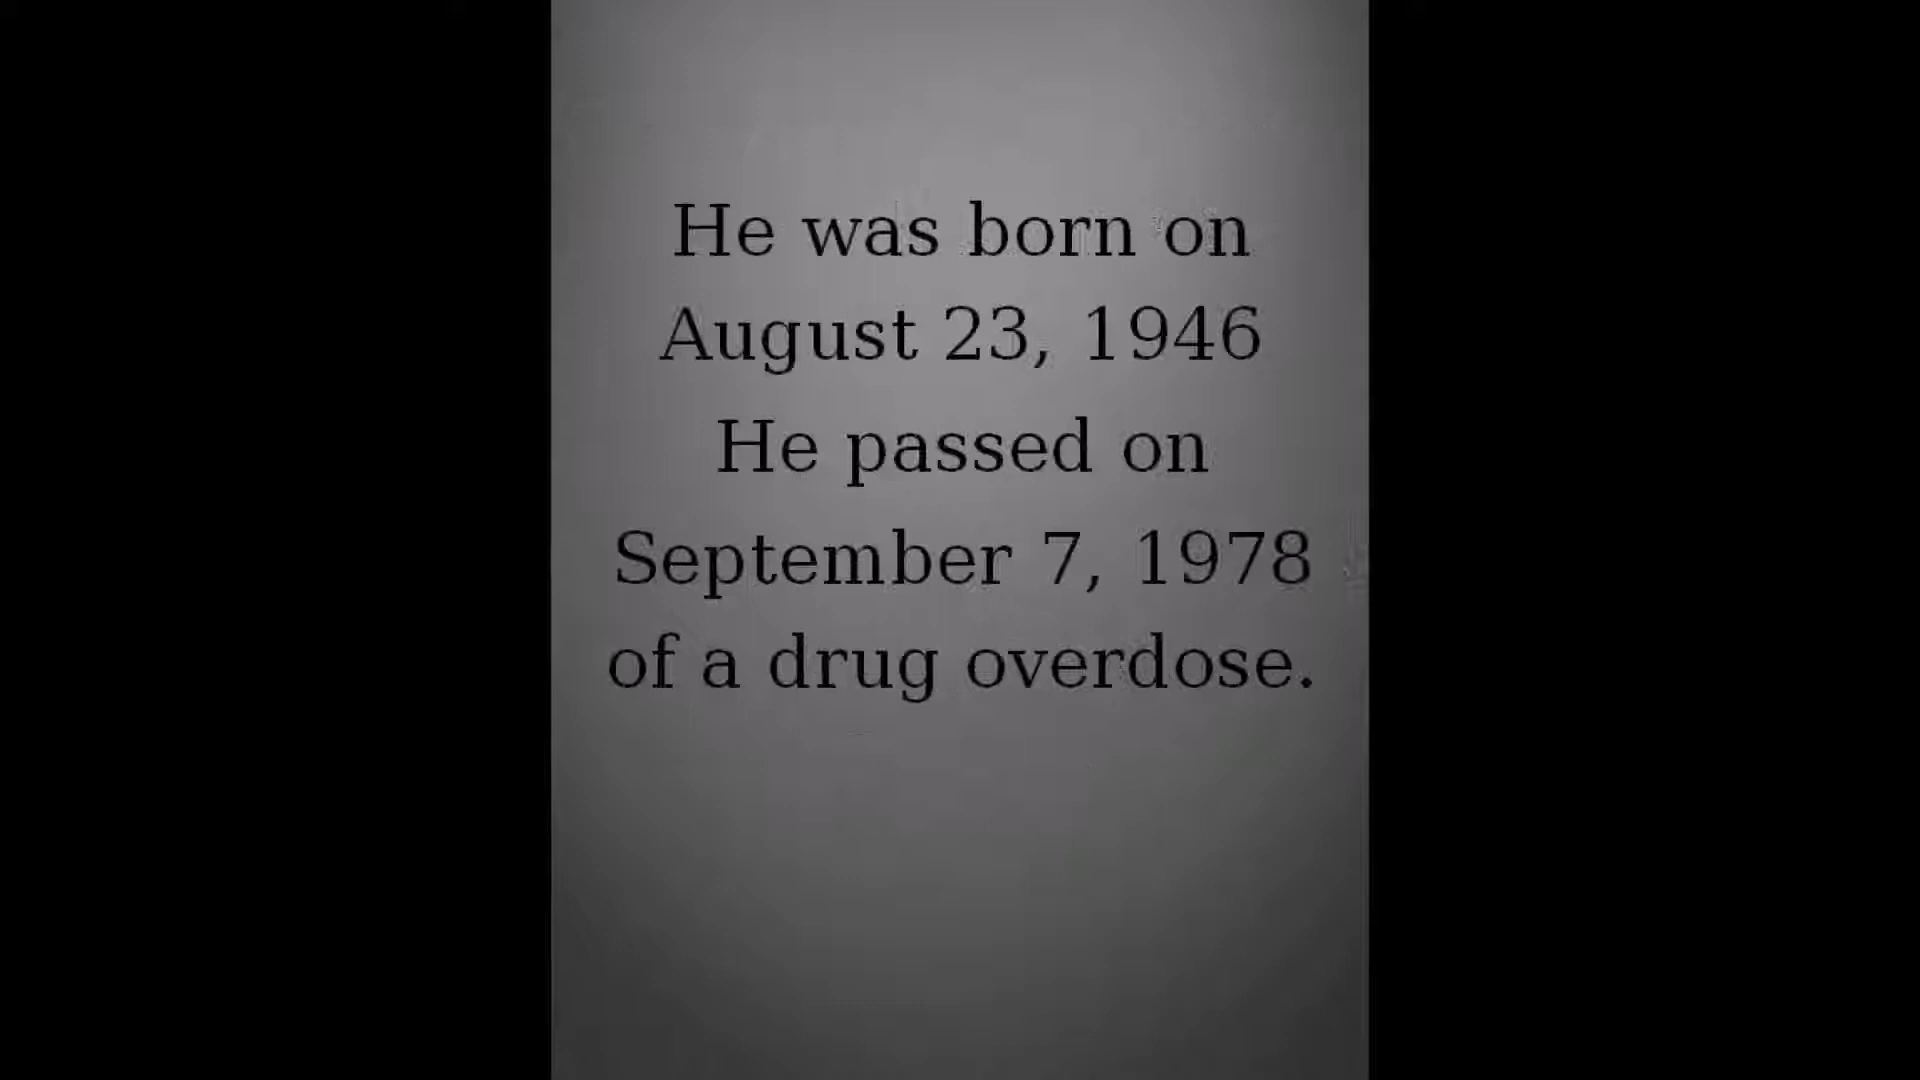 He was born on
August 23, 1946
He passed on
September 7, 1978
of a drug overdose.